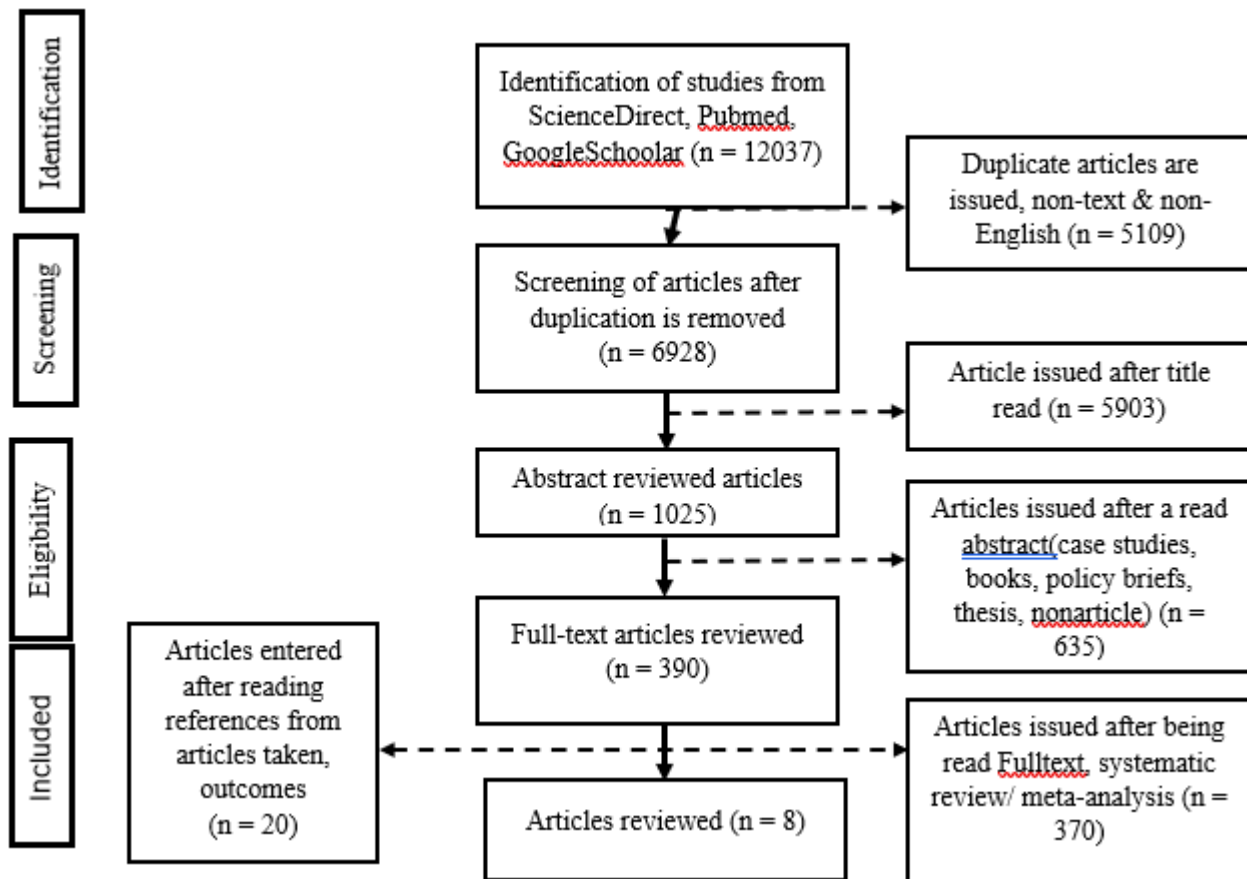 Identification
Identification of studies from
ScienceDirect, Pubmed,
GoogleSchoolar (n = 12037)
Duplicate articles are
issued, non-text & non-
English (n = 5109)
Screening
Screening of articles after
duplication is removed
(n = 6928)
Article issued after title
read (n = 5903)
Eligibility
Abstract reviewed articles
(n = 1025)
Articles issued after a read
abstract(case studies,
books, policy briefs,
thesis, nonarticle) (n =
635)
Full-text articles reviewed
(n = 390)
Included
Articles entered
after reading
references from
articles taken,
outcomes
(n = 20)
Articles issued after being
read Fulltext, systematic
review/ meta-analysis (n =
370)
Articles reviewed (n = 8)